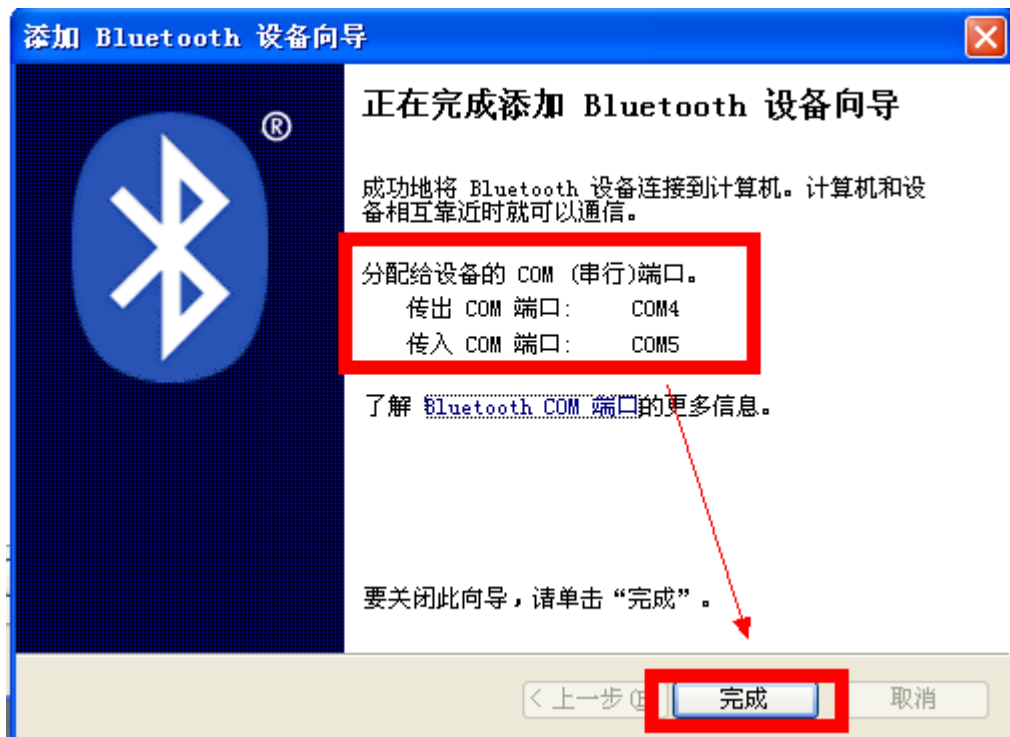 添加 Bluetooth 设备向导
®
正在完成添加 Bluetooth 设备向导
成功地将 Bluetooth 设备连接到计算机。计算机和设
备相互靠近时就可以通信。
分配给设备的 COM (串行)端口。
传出 COM 端口: COM4
传入 COM 端口: COM5
了解 Bluetooth COM 端口的更多信息。
要关闭此向导,请单击“完成”。
< 上一步 完成 取消